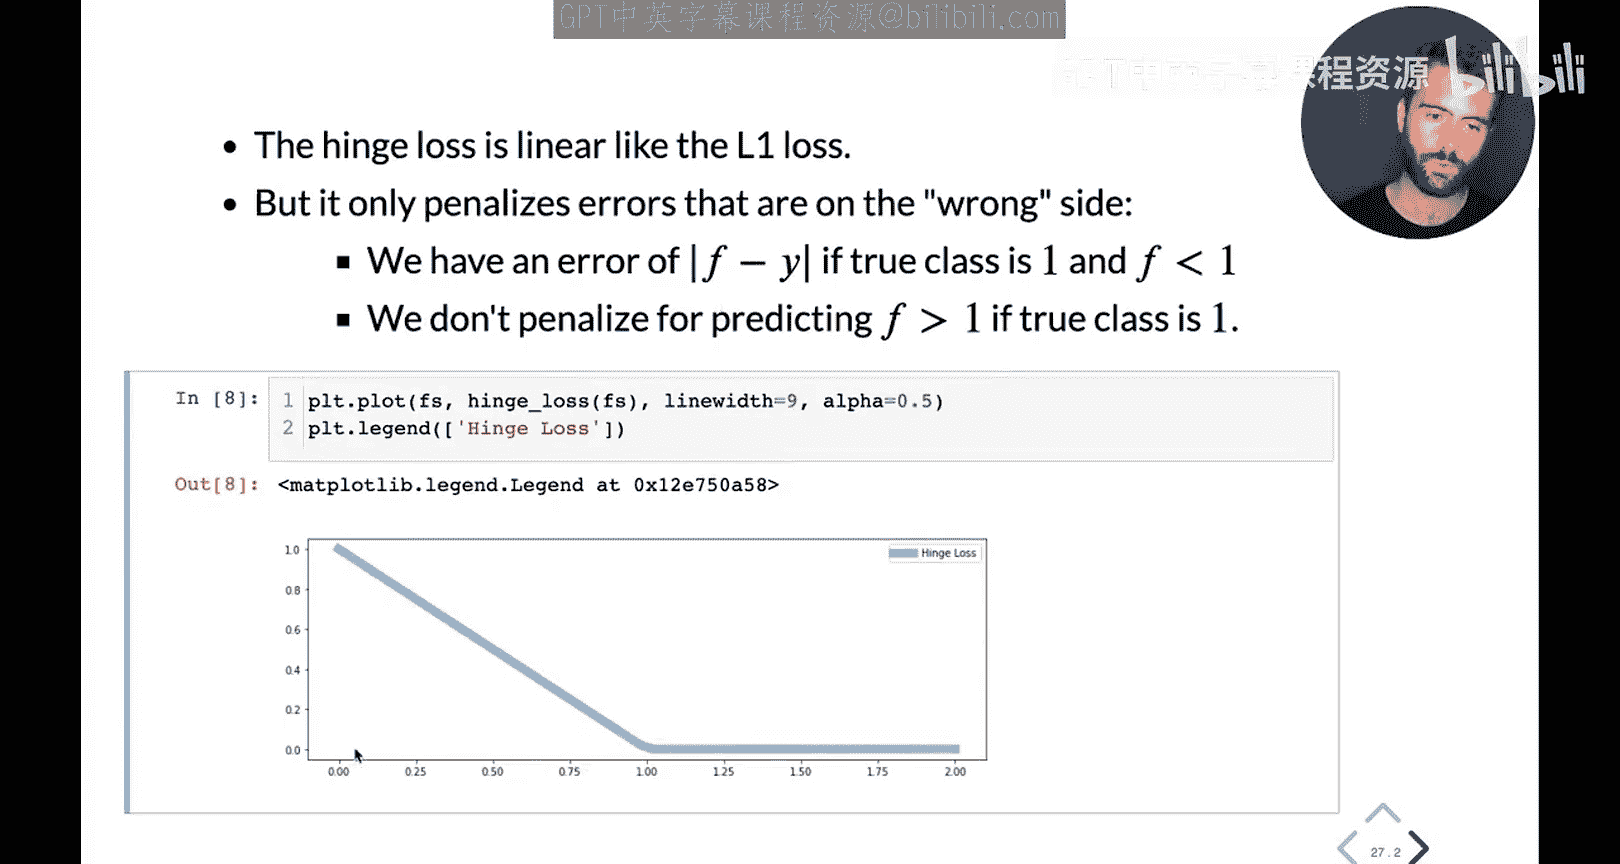 GPT中英字幕课程资源@bilibili.com
课程资源 bilibili
The hinge loss is linear like the L1 loss.
But it only penalizes errors that are on the "wrong" side:
We have an error of |f − y| if true class is 1 and f < 1
We don't penalize for predicting f > 1 if true class is 1.
In [8]:
1 plt.plot(fs, hinge_loss(fs), linewidth=9, alpha=0.5)
2 plt.legend(['Hinge Loss'])
Out[8]: <matplotlib.legend.Legend at 0x12e750a58>
Hinge Loss
1.0
0.8
0.6
0.4
0.2
0.0
0.00 0.25 0.50 0.75 1.00 1.25 1.50 1.75 2.00
27.2